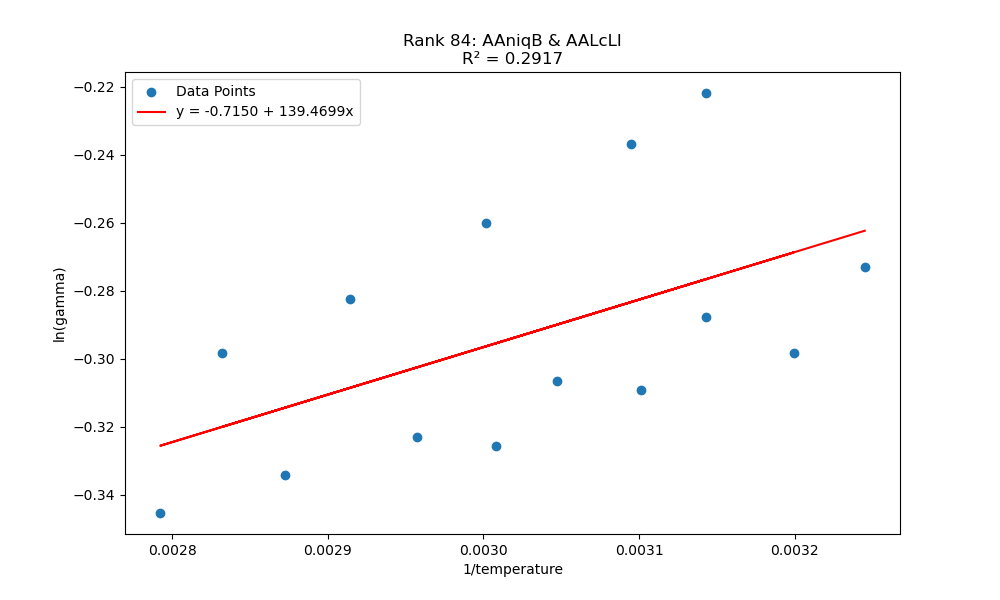 Rank 84: AAniqB & AALcLI
R² = 0.2917
Data Points
y = -0.7150 + 139.4699x
ln(gamma)
−0.22
−0.24
−0.26
−0.28
−0.30
−0.32
−0.34
0.0028
0.0029
0.0030
0.0031
0.0032
1/temperature